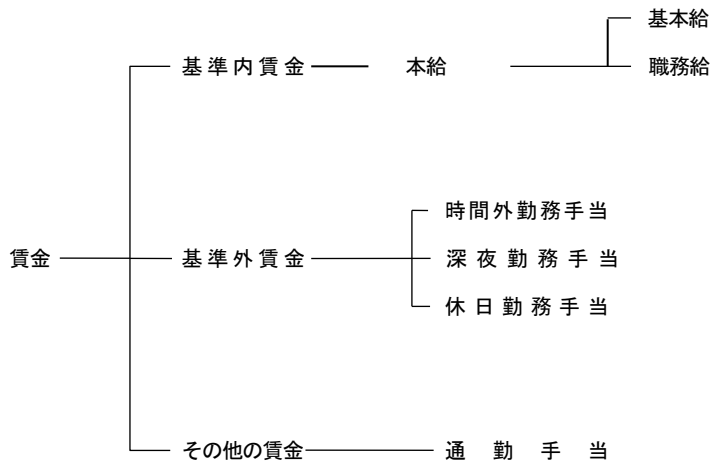 基本給
基準内賃金 本給 職務給
時間外勤務手当
賃金 基準外賃金 深夜勤務手当
休日勤務手当
その他の賃金 通勤手当